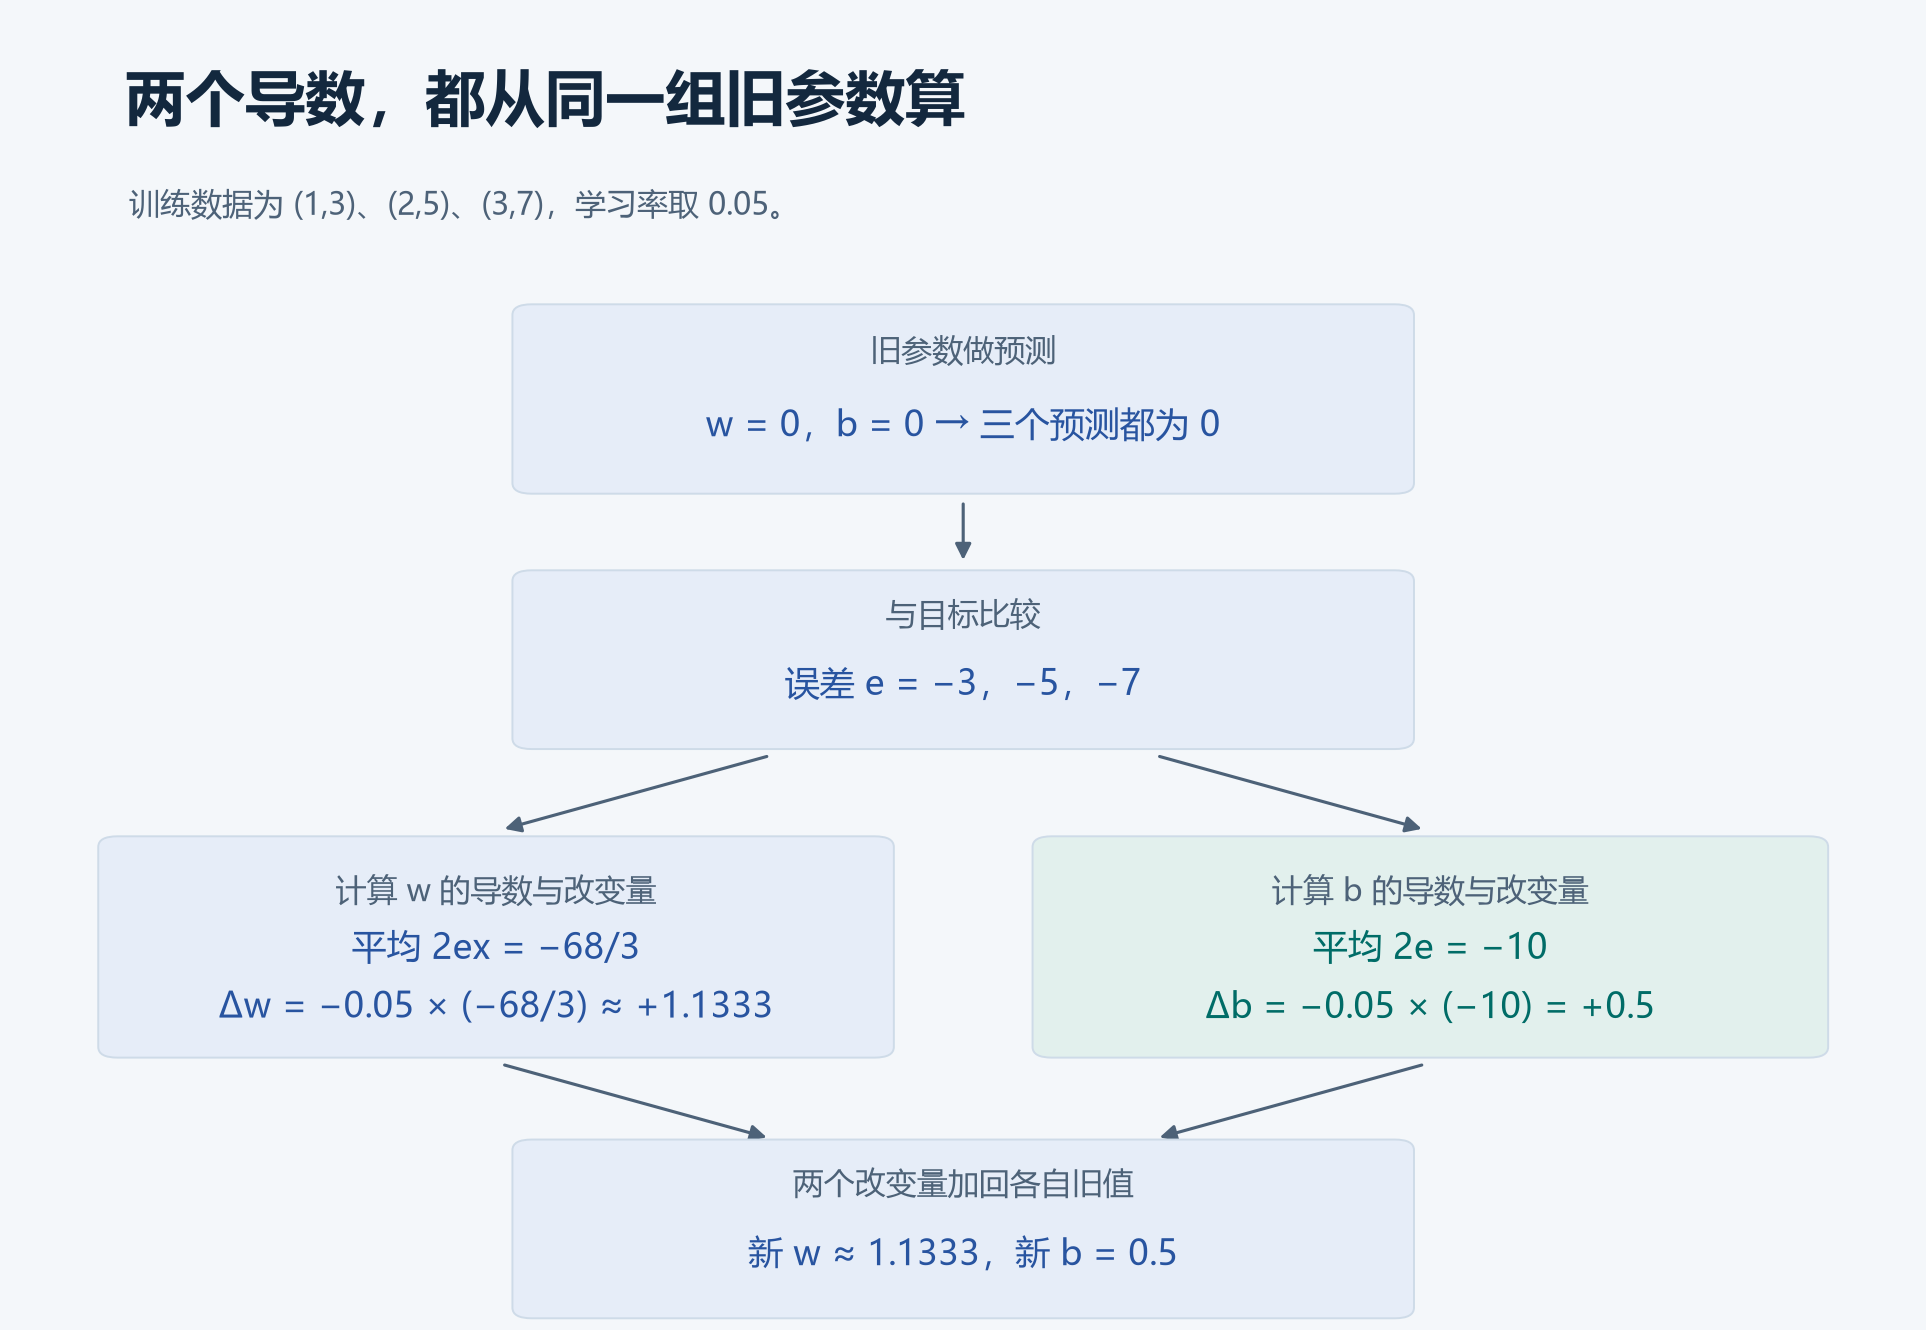 两个导数，都从同一组旧参数算
训练数据为 (1,3)、(2,5)、(3,7)，学习率取 0.05。
旧参数做预测
w = 0，b = 0 → 三个预测都为 0
与目标比较
误差 e = −3，−5，−7
计算 w 的导数与改变量
平均 2ex = −68/3
Δw = −0.05 × (−68/3) ≈ +1.1333
计算 b 的导数与改变量
平均 2e = −10
Δb = −0.05 × (−10) = +0.5
两个改变量加回各自旧值
新 w ≈ 1.1333，新 b = 0.5